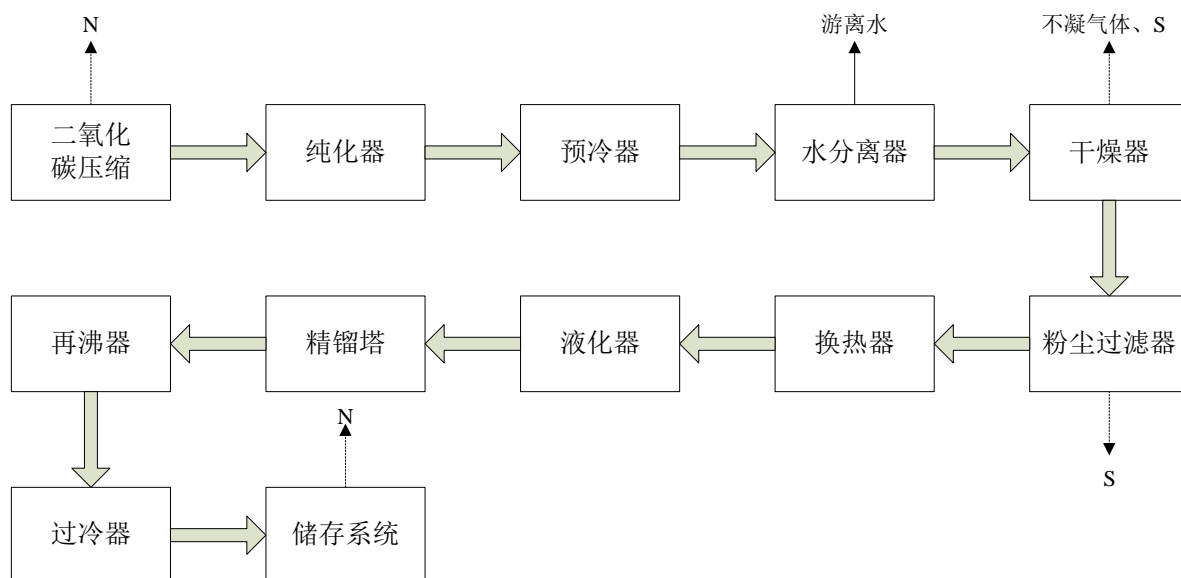 N
游离水
不凝气体、S
二氧化
碳压缩
纯化器
预冷器
水分离器
干燥器
再沸器
精馏塔
液化器
换热器
粉尘过滤器
N
S
过冷器
储存系统